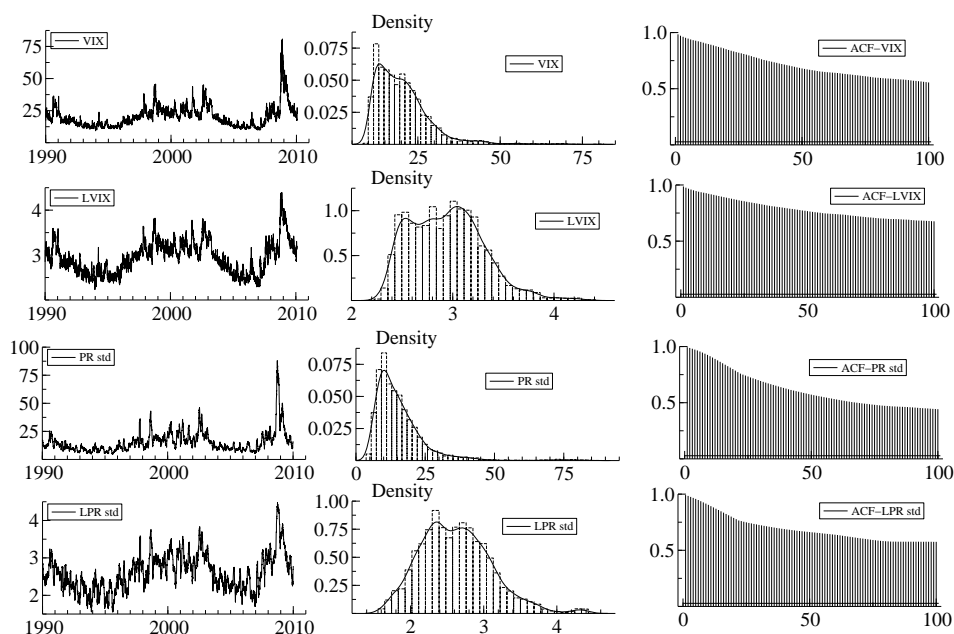 Density
75
50
25
VIX
1990 2000 2010
0.075
0.050
0.025
VIX
25 50 75
1.0
0.5
ACF–VIX
0 50 100
Density
4
3
LVIX
1990 2000 2010
1.0
0.5
LVIX
2 3 4
1.0
0.5
ACF–LVIX
0 50 100
Density
100
75
50
25
PR std
1990 2000 2010
0.075
0.025
PR std
0 25 50 75
1.0
0.5
ACF–PR std
0 50 100
Density
4
3
2
LPR std
1990 2000 2010
1.00
0.75
0.50
0.25
LPR std
2 3 4
1.0
0.5
ACF–LPR std
0 50 100